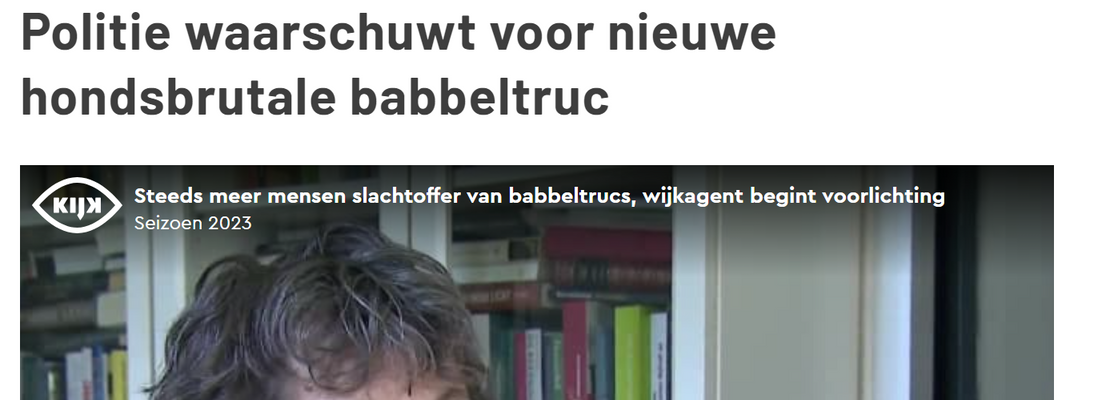 Politie waarschuwt voor nieuwe
hondsbrutale babbeltruc
KIJK
Steeds meer mensen slachtoffer van babbeltrucs, wijkagent begint voorlichting
Seizoen 2023